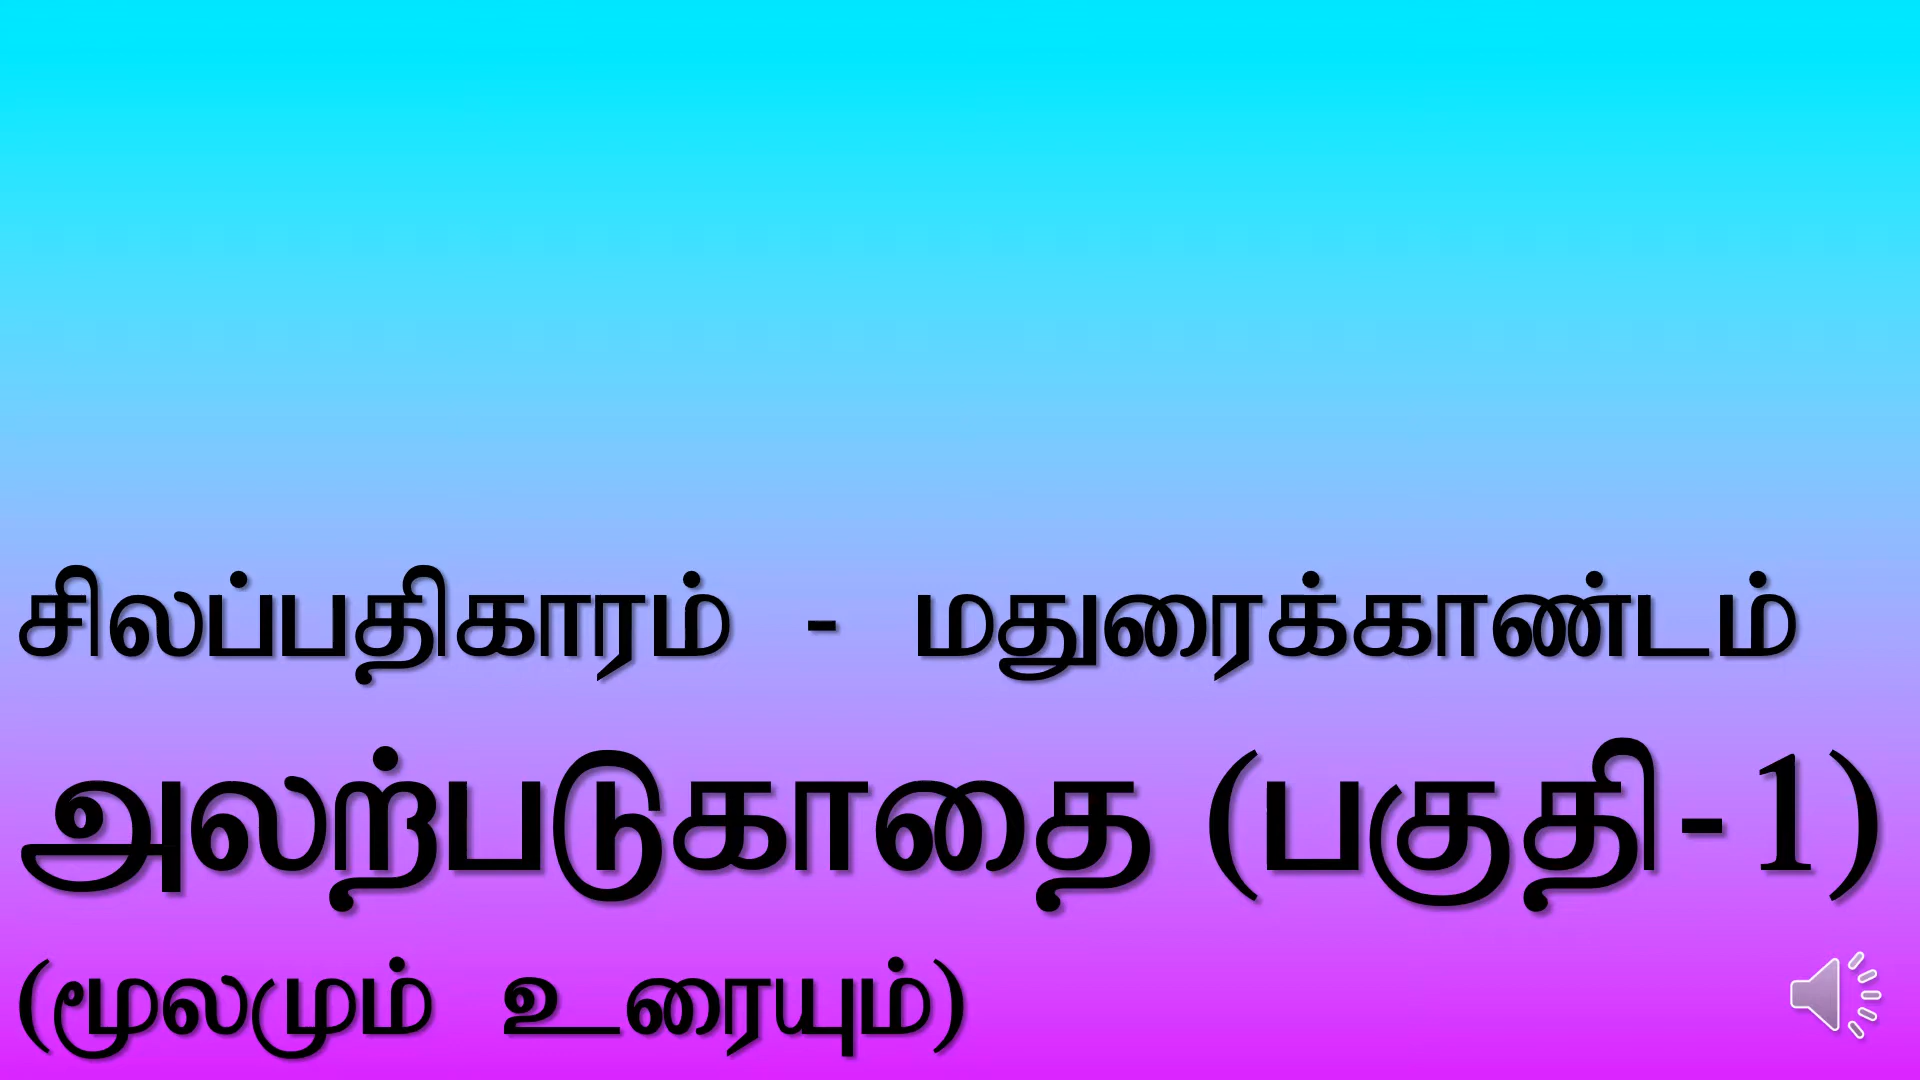 சிலப்பதிகாரம் - மதுரைக்காண்டம்
அலற்படுகாதை (பகுதி-1)
(மூலமும் உரையும்)